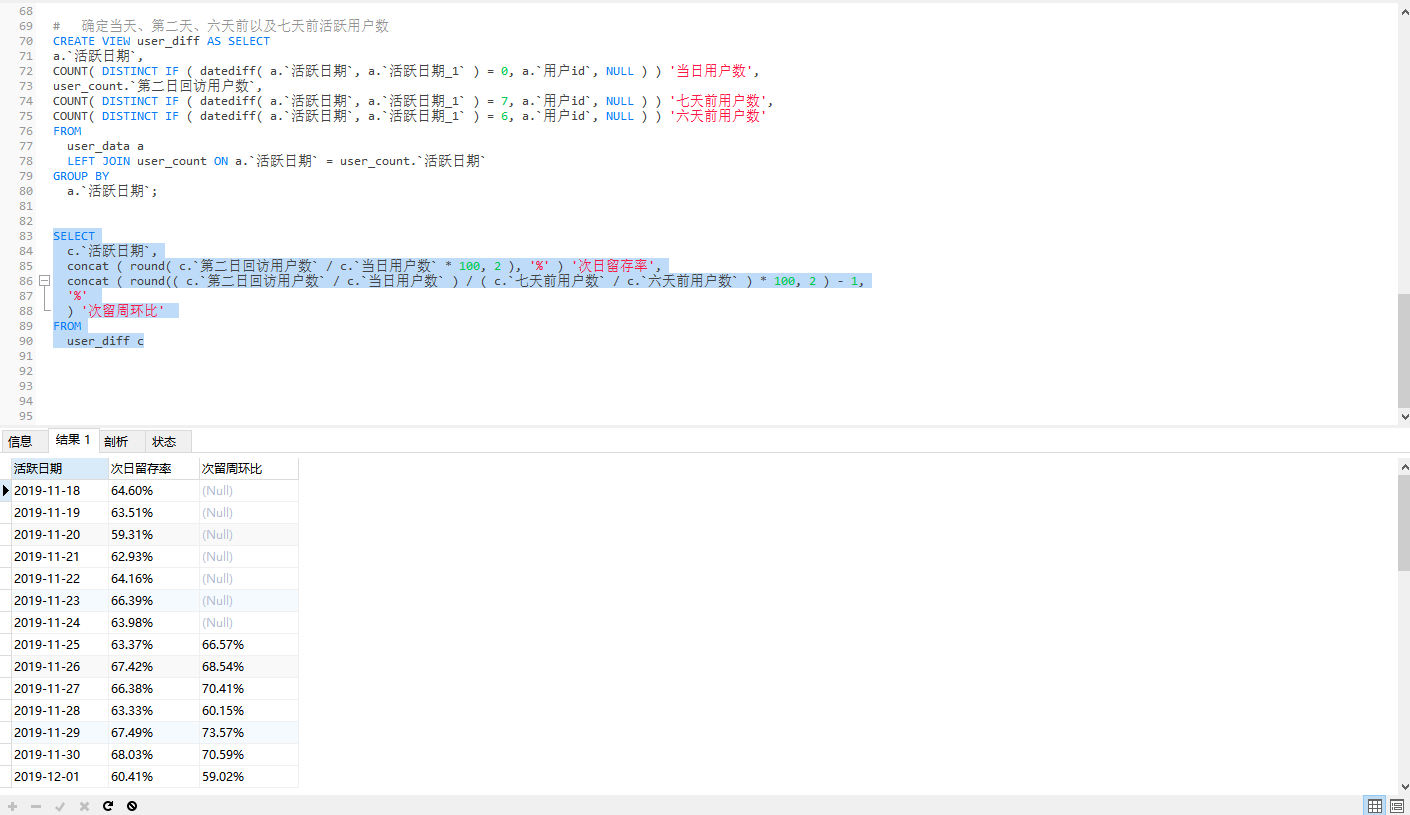 68
69 #   确定当天、第二天、六天前以及七天前活跃用户数
70 CREATE VIEW user_diff AS SELECT
71 a.`活跃日期`,
72 COUNT( DISTINCT IF ( datediff( a.`活跃日期`, a.`活跃日期_1` ) = 0, a.`用户id`, NULL ) ) '当日用户数',
73 user_count.`第二日回访用户数`,
74 COUNT( DISTINCT IF ( datediff( a.`活跃日期`, a.`活跃日期_1` ) = 7, a.`用户id`, NULL ) ) '七天前用户数',
75 COUNT( DISTINCT IF ( datediff( a.`活跃日期`, a.`活跃日期_1` ) = 6, a.`用户id`, NULL ) ) '六天前用户数'
76 FROM
77 user_data a
78 LEFT JOIN user_count ON a.`活跃日期` = user_count.`活跃日期`
79 GROUP BY
80 a.`活跃日期`;
81
82
83 SELECT
84 c.`活跃日期`,
85 concat ( round( c.`第二日回访用户数` / c.`当日用户数` * 100, 2 ), '%' ) '次日留存率',
86 concat ( round(( c.`第二日回访用户数` / c.`当日用户数` ) / ( c.`七天前用户数` / c.`六天前用户数` ) * 100, 2 ) - 1,
87 '%'
88 ) '次留周环比'
89 FROM
90 user_diff c
91
92
93
94
95
信息 结果 1 剖析 状态
活跃日期 次日留存率 次留周环比
2019-11-18 64.60% (Null)
2019-11-19 63.51% (Null)
2019-11-20 59.31% (Null)
2019-11-21 62.93% (Null)
2019-11-22 64.16% (Null)
2019-11-23 66.39% (Null)
2019-11-24 63.98% (Null)
2019-11-25 63.37% 66.57%
2019-11-26 67.42% 68.54%
2019-11-27 66.38% 70.41%
2019-11-28 63.33% 60.15%
2019-11-29 67.49% 73.57%
2019-11-30 68.03% 70.59%
2019-12-01 60.41% 59.02%